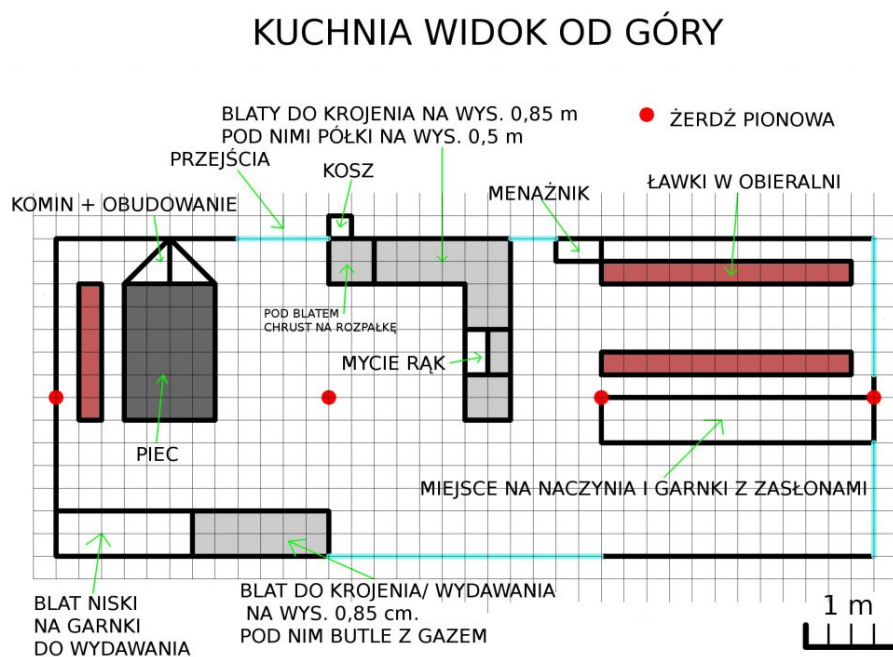 KUCHNIA WIDOK OD GÓRY
BLATY DO KROJENIA NA WYS. 0,85 m
POD NIMI PÓŁKI NA WYS. 0,5 m
ŻERDŹ PIONOWA
PRZEJŚCIA
KOSZ
MENAŻNIK
ŁAWKI W OBIERALNI
KOMIN + OBUDOWANIE
POD BLATEM
CHRUST NA ROZPAŁKĘ
MYCIE RĄK
PIEC
MIEJSCE NA NACZYNIA I GARNKI Z ZASŁONAMI
BLAT NISKI
NA GARNKI
DO WYDAWANIA
BLAT DO KROJENIA/ WYDAWANIA
NA WYS. 0,85 cm.
POD NIM BUTLE Z GAZEM
1 m